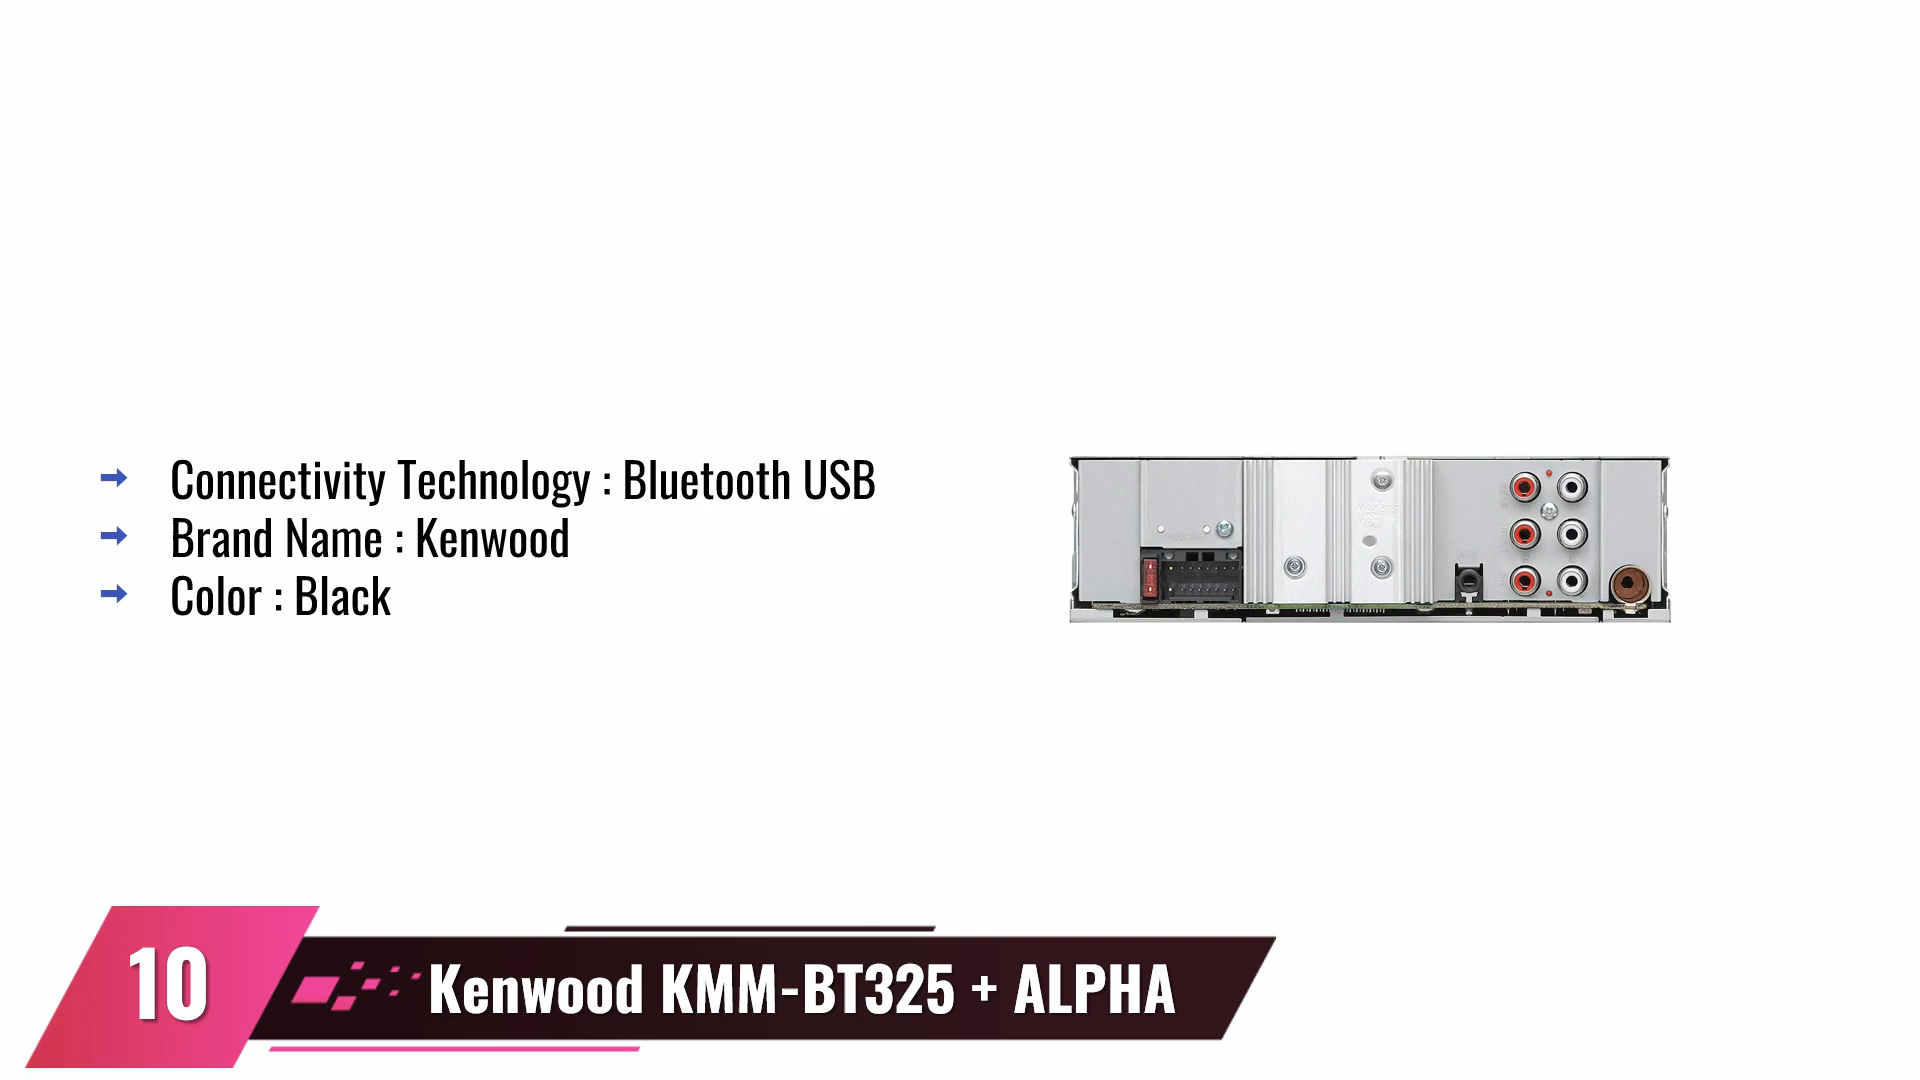 Connectivity Technology : Bluetooth USB
Brand Name : Kenwood
Color : Black
10
Kenwood KMM-BT325 + ALPHA